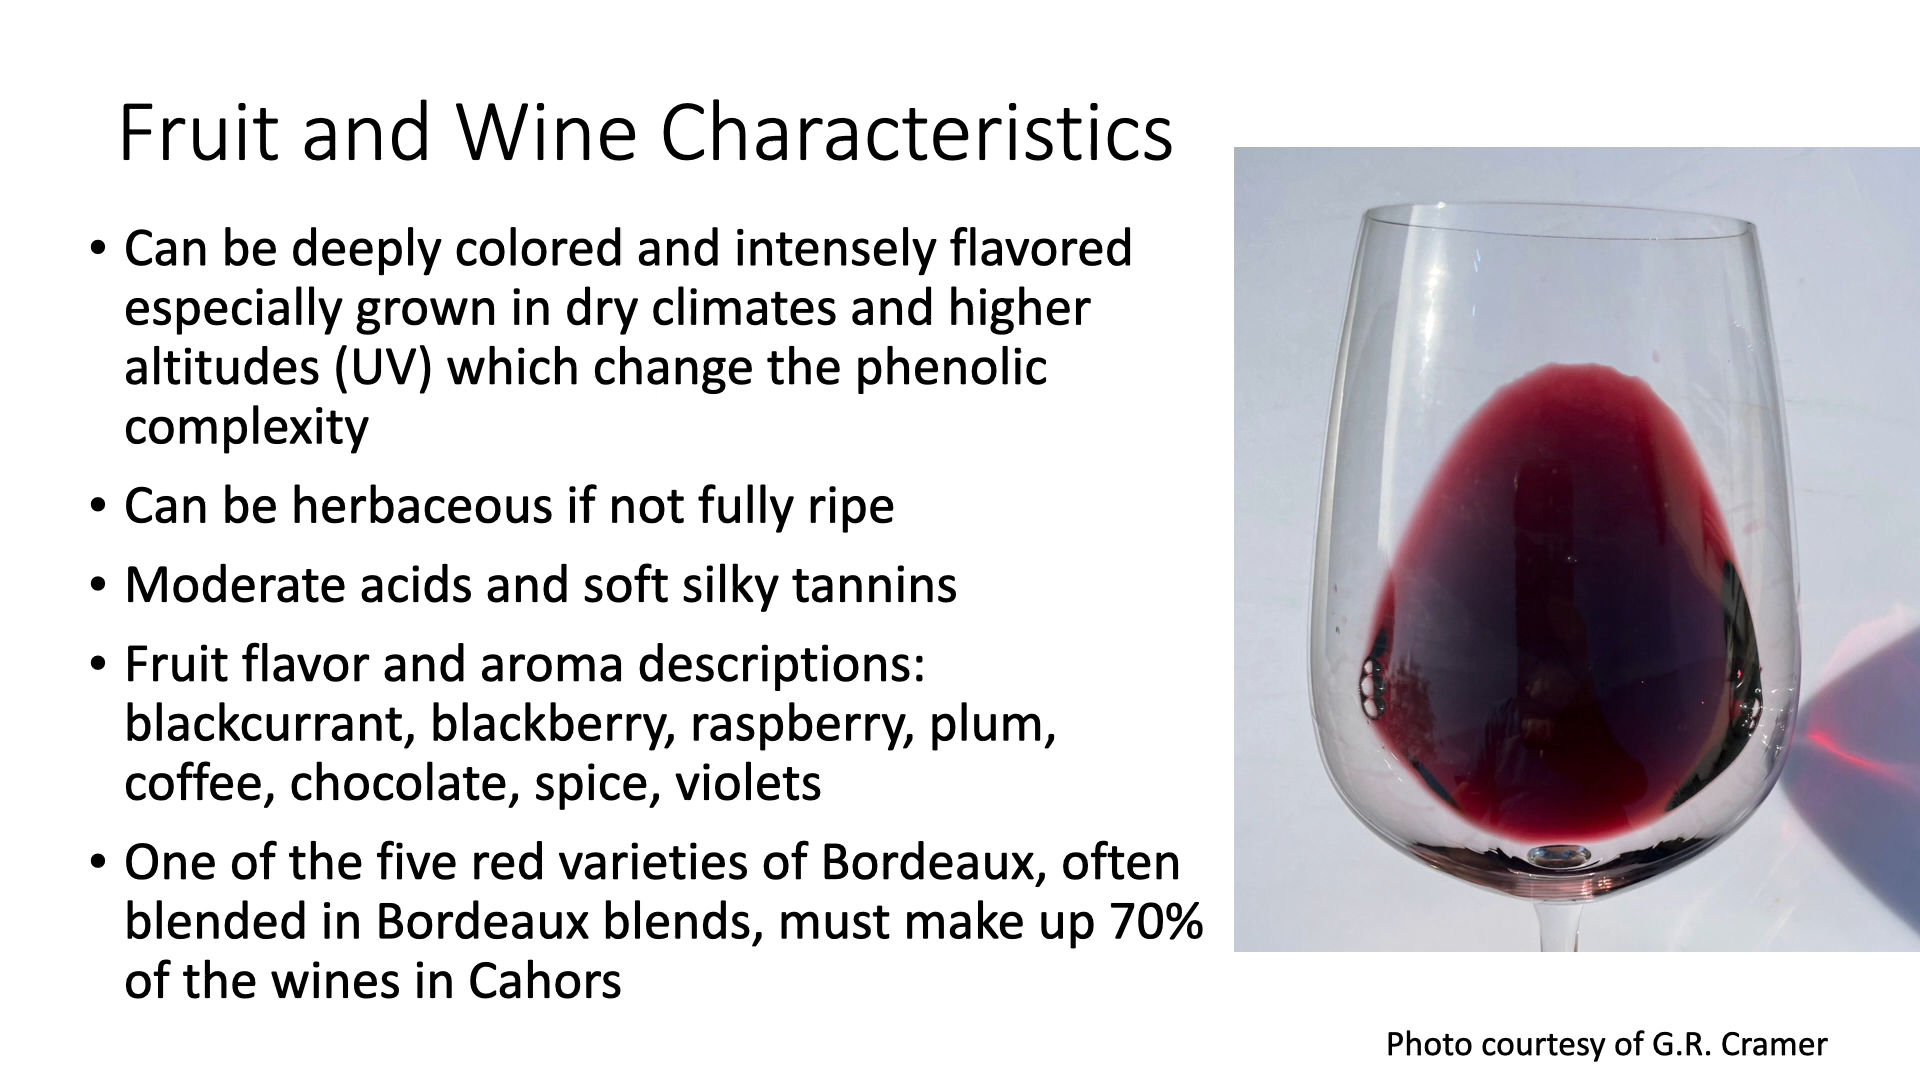 Fruit and Wine Characteristics
• Can be deeply colored and intensely flavored
especially grown in dry climates and higher
altitudes (UV) which change the phenolic
complexity
• Can be herbaceous if not fully ripe
• Moderate acids and soft silky tannins
• Fruit flavor and aroma descriptions:
blackcurrant, blackberry, raspberry, plum,
coffee, chocolate, spice, violets
• One of the five red varieties of Bordeaux, often
blended in Bordeaux blends, must make up 70%
of the wines in Cahors
Photo courtesy of G.R. Cramer